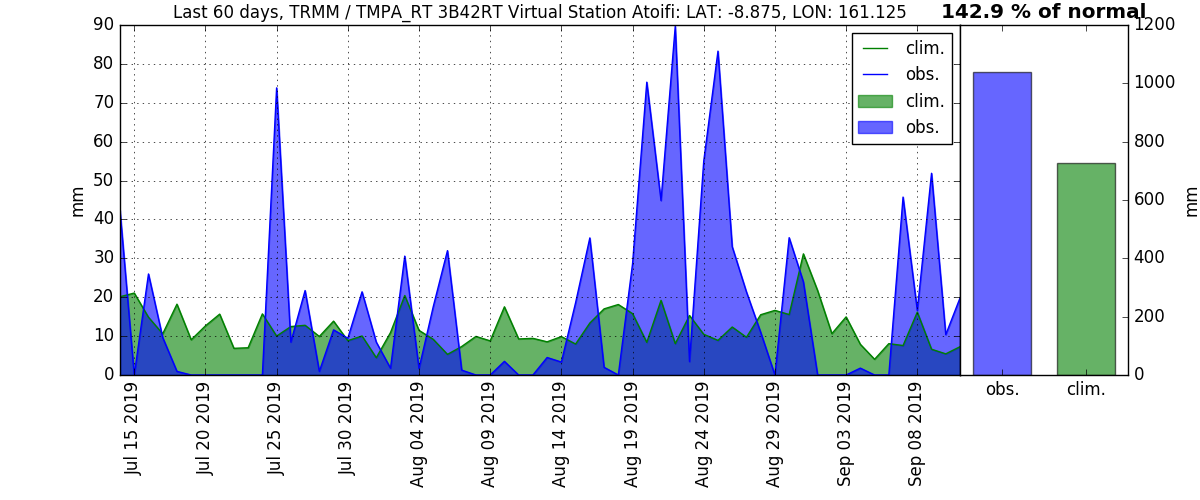 Last 60 days, TRMM / TMPA_RT 3B42RT Virtual Station Atoifi: LAT: -8.875, LON: 161.125
142.9 % of normal
90
80
70
60
50
40
30
20
10
0
mm
clim.
obs.
clim.
obs.
1200
1000
800
600
400
200
0
mm
Jul 15 2019
Jul 20 2019
Jul 25 2019
Jul 30 2019
Aug 04 2019
Aug 09 2019
Aug 14 2019
Aug 19 2019
Aug 24 2019
Aug 29 2019
Sep 03 2019
Sep 08 2019
obs.
clim.